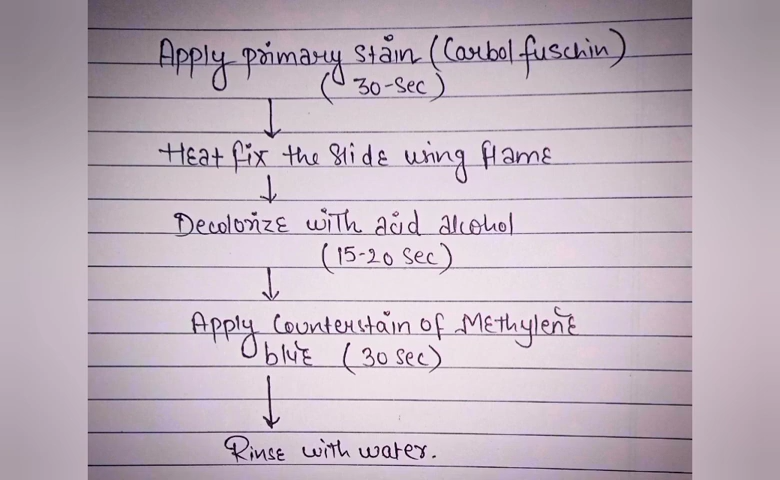 Apply primary stain (Carbol fuschin)
(30-Sec)
Heat fix the Slide using flame
Decolorize with acid alcohol
(15-20 Sec)
Apply Counterstain of Methylene
blue (30 sec)
Rinse with water.